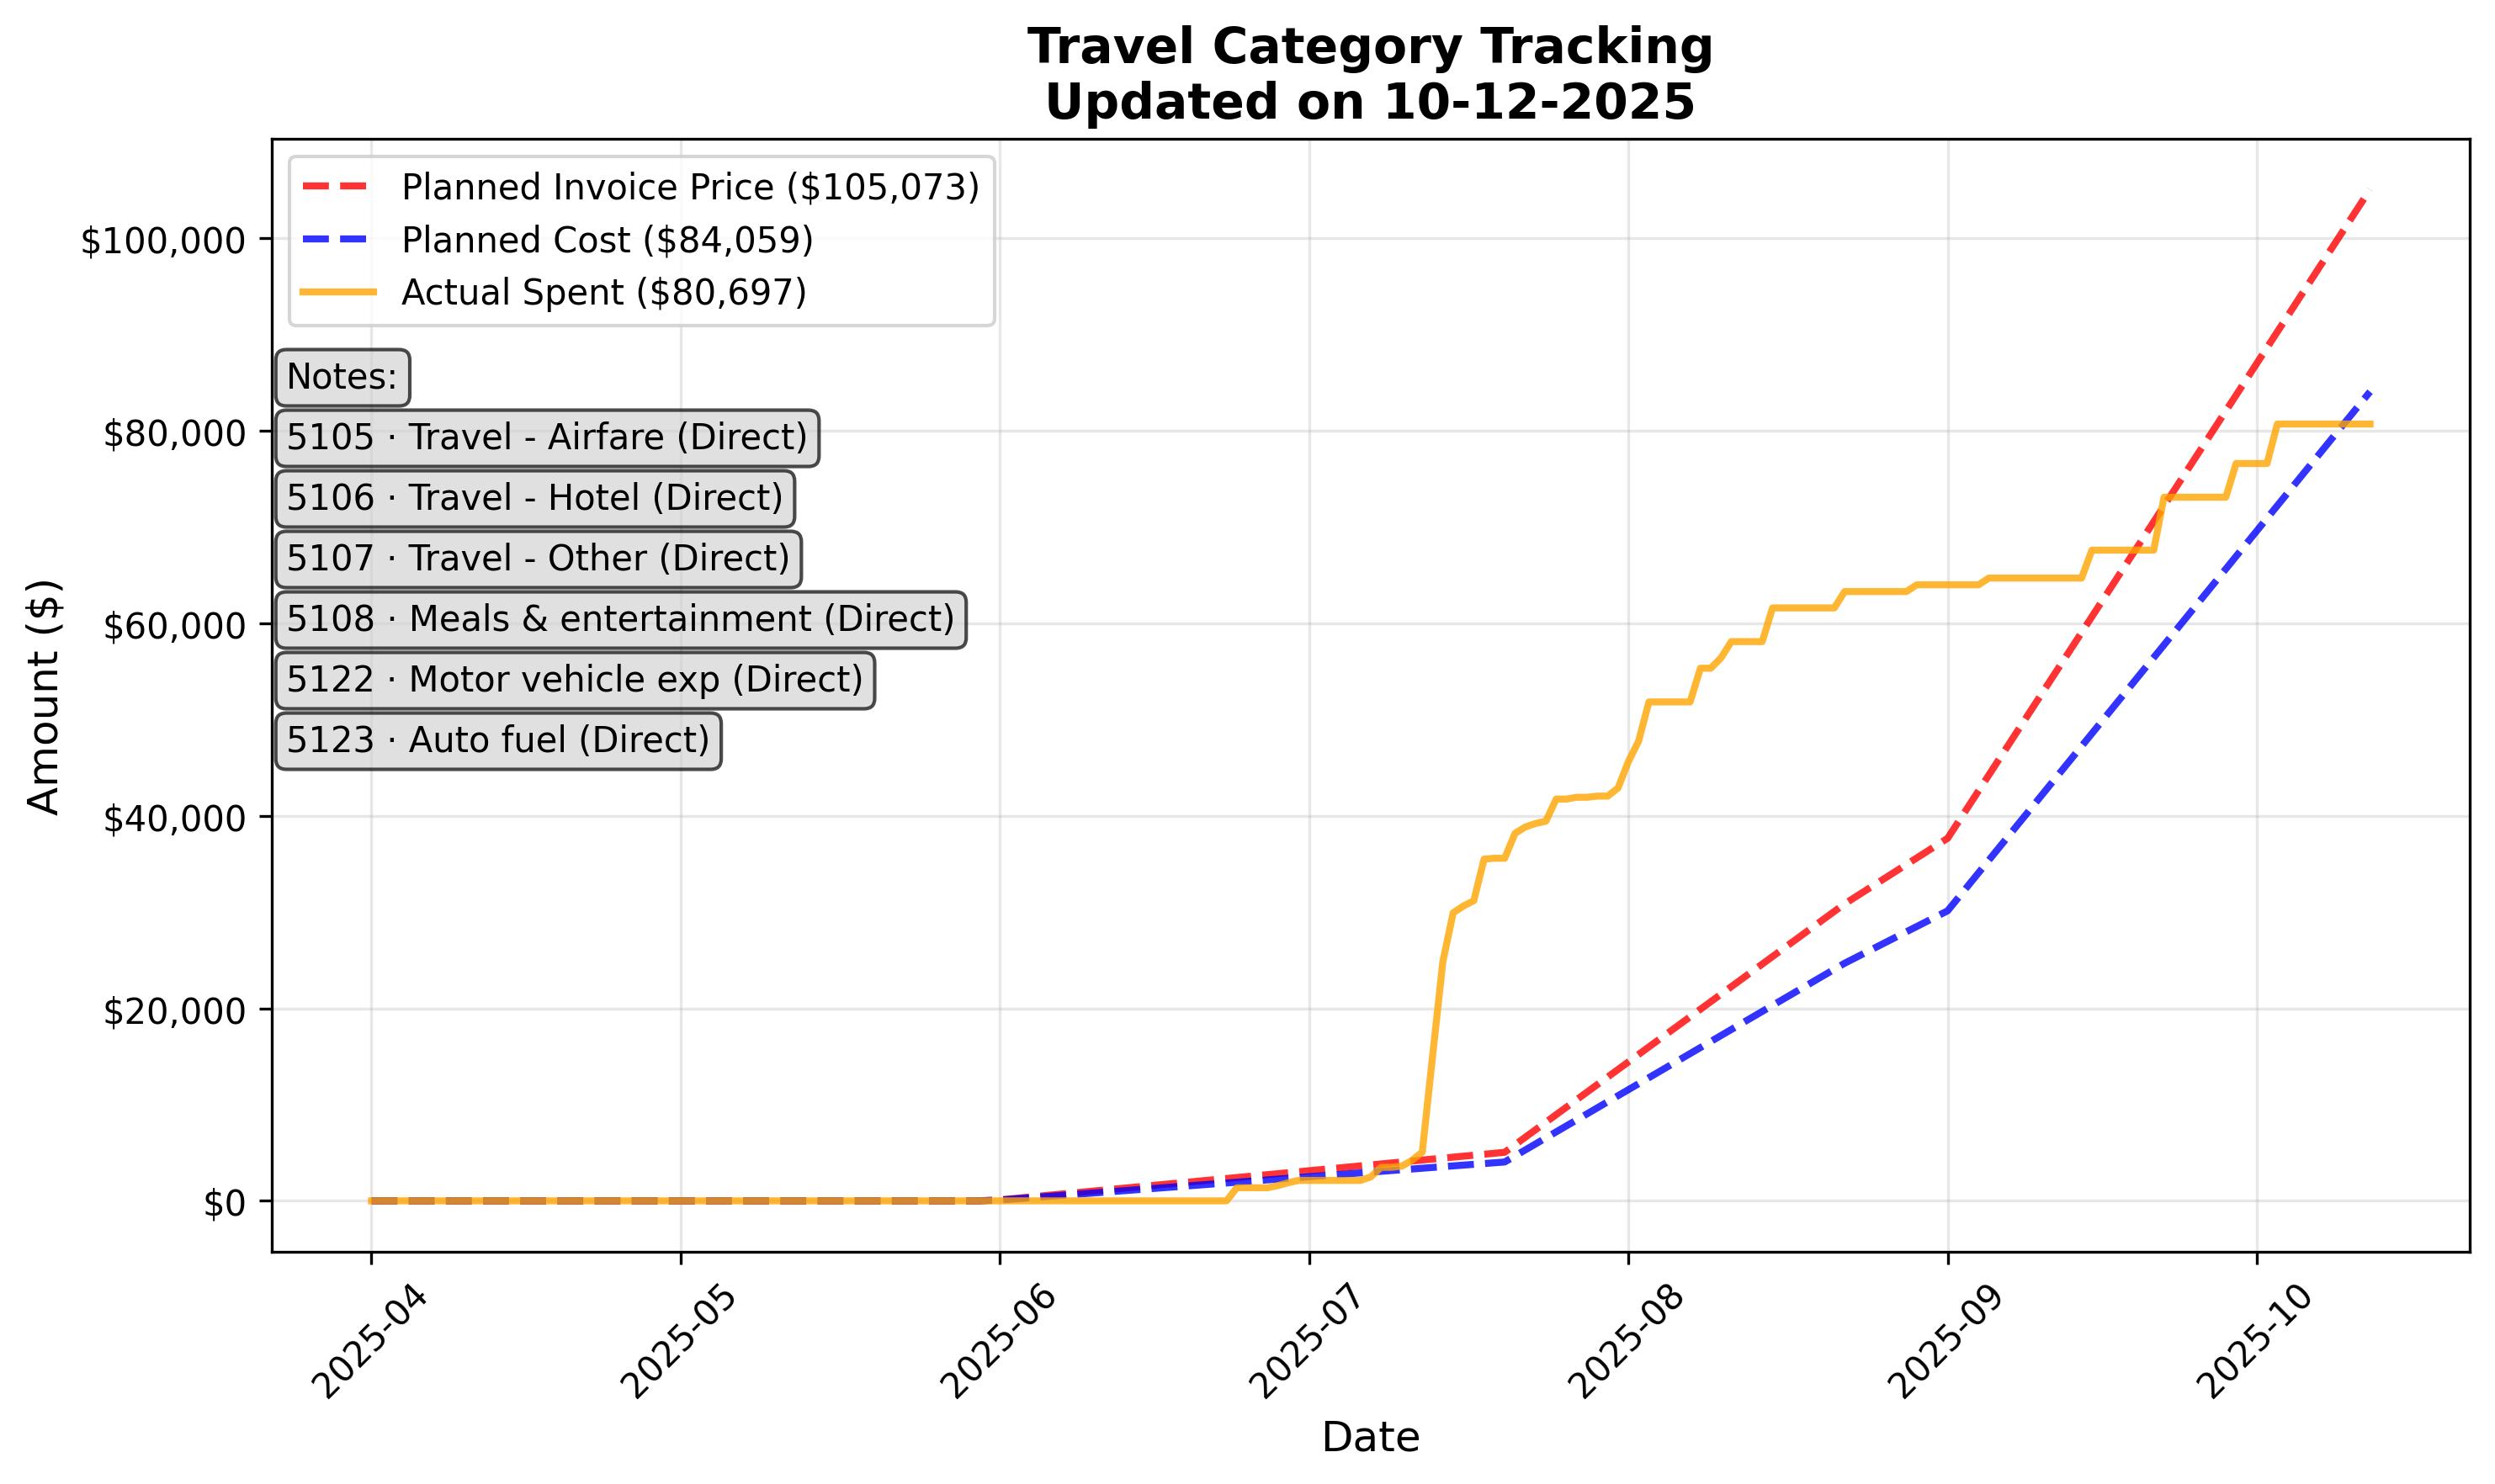 Travel Category Tracking
Updated on 10-12-2025
Planned Invoice Price ($105,073)
Planned Cost ($84,059)
Actual Spent ($80,697)
Notes:
5105 · Travel - Airfare (Direct)
5106 · Travel - Hotel (Direct)
5107 · Travel - Other (Direct)
5108 · Meals & entertainment (Direct)
5122 · Motor vehicle exp (Direct)
5123 · Auto fuel (Direct)
Amount ($)
$100,000
$80,000
$60,000
$40,000
$20,000
$0
2025-04
2025-05
2025-06
2025-07
2025-08
2025-09
2025-10
Date